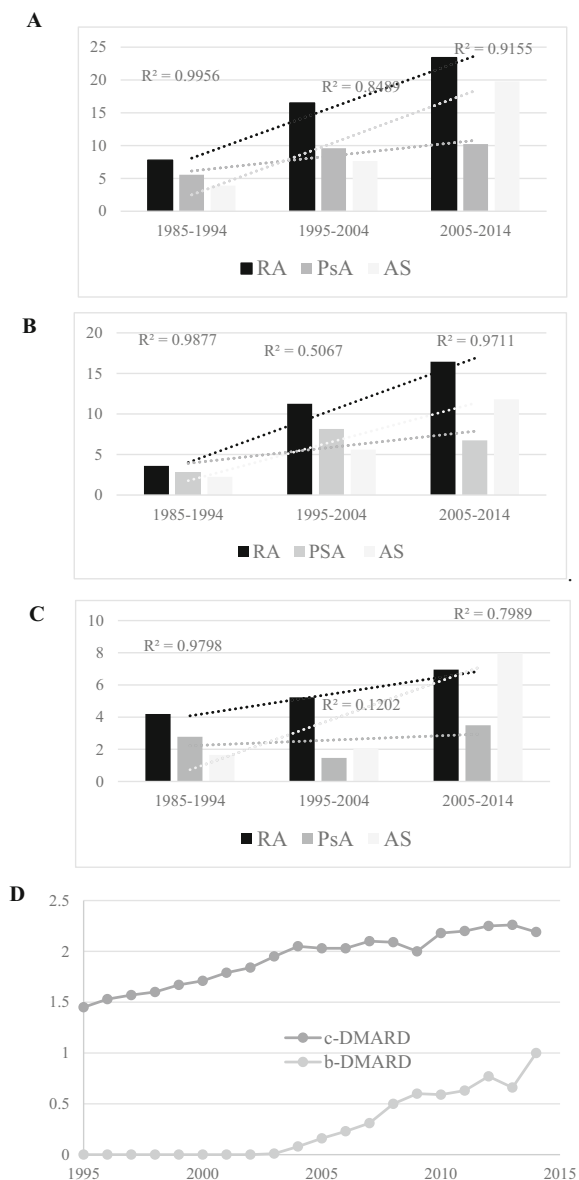 A
25
R² = 0.9956
R² = 0.8489
R² = 0.9155
20
15
10
5
0
1985-1994
1995-2004
2005-2014
RA PsA AS
B
20
R² = 0.9877
R² = 0.5067
R² = 0.9711
15
10
5
0
1985-1994
1995-2004
2005-2014
RA PSA AS
.
C
10
R² = 0.9798
R² = 0.1202
R² = 0.7989
8
6
4
2
0
1985-1994
1995-2004
2005-2014
RA PsA AS
D
2.5
2
1.5
c-DMARD
b-DMARD
1
0.5
0
1995
2000
2005
2010
2015